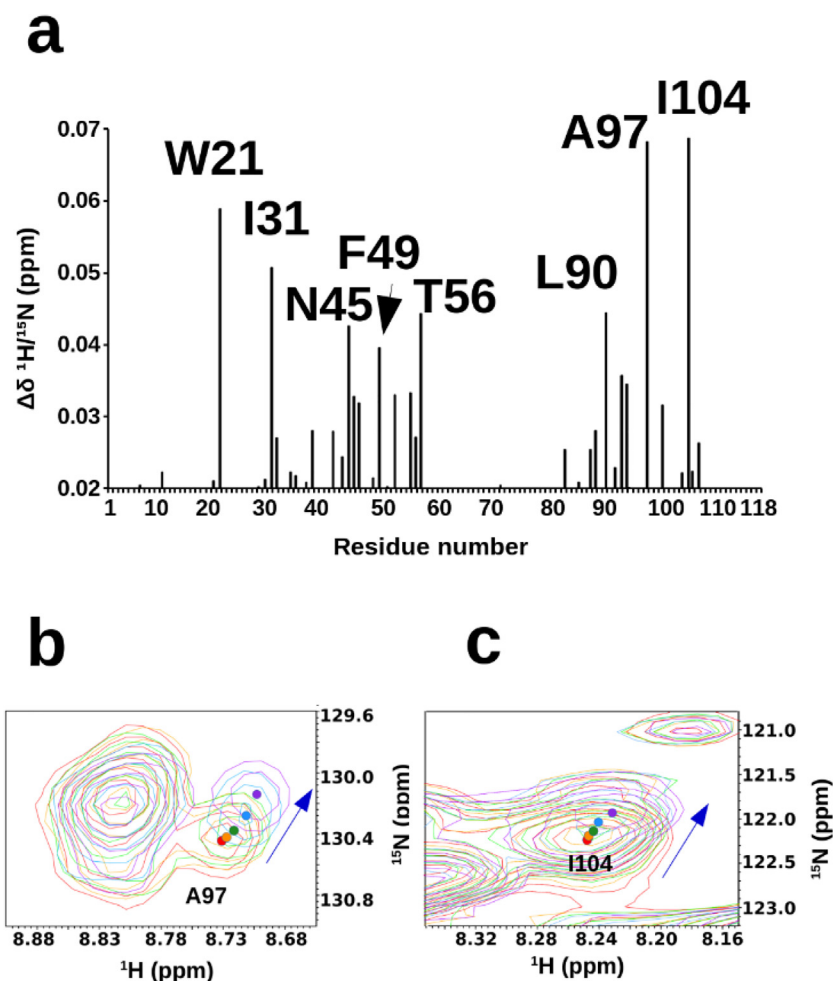 a
I104
A97
W21
I31
F49
L90
N45
T56
0.07
0.06
0.05
0.04
0.03
0.02
Δδ ¹H/¹⁵N (ppm)
1 10 20 30 40 50 60 70 80 90 100 110 118
Residue number
b
c
129.6
130.0
130.4
130.8
¹⁵N (ppm)
A97
8.88 8.83 8.78 8.73 8.68
¹H (ppm)
121.0
121.5
122.0
122.5
123.0
¹⁵N (ppm)
I104
8.32 8.28 8.24 8.20 8.16
¹H (ppm)